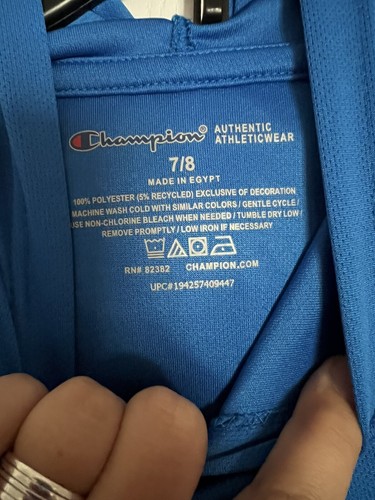 Champion® AUTHENTIC
ATHLETICWEAR
7/8
MADE IN EGYPT
100% POLYESTER (5% RECYCLED) EXCLUSIVE OF DECORATION
MACHINE WASH COLD WITH SIMILAR COLORS / GENTLE CYCLE /
USE NON-CHLORINE BLEACH WHEN NEEDED / TUMBLE DRY LOW /
REMOVE PROMPTLY / LOW IRON IF NECESSARY
RN# 82382 CHAMPION.COM
UPC#194257409447